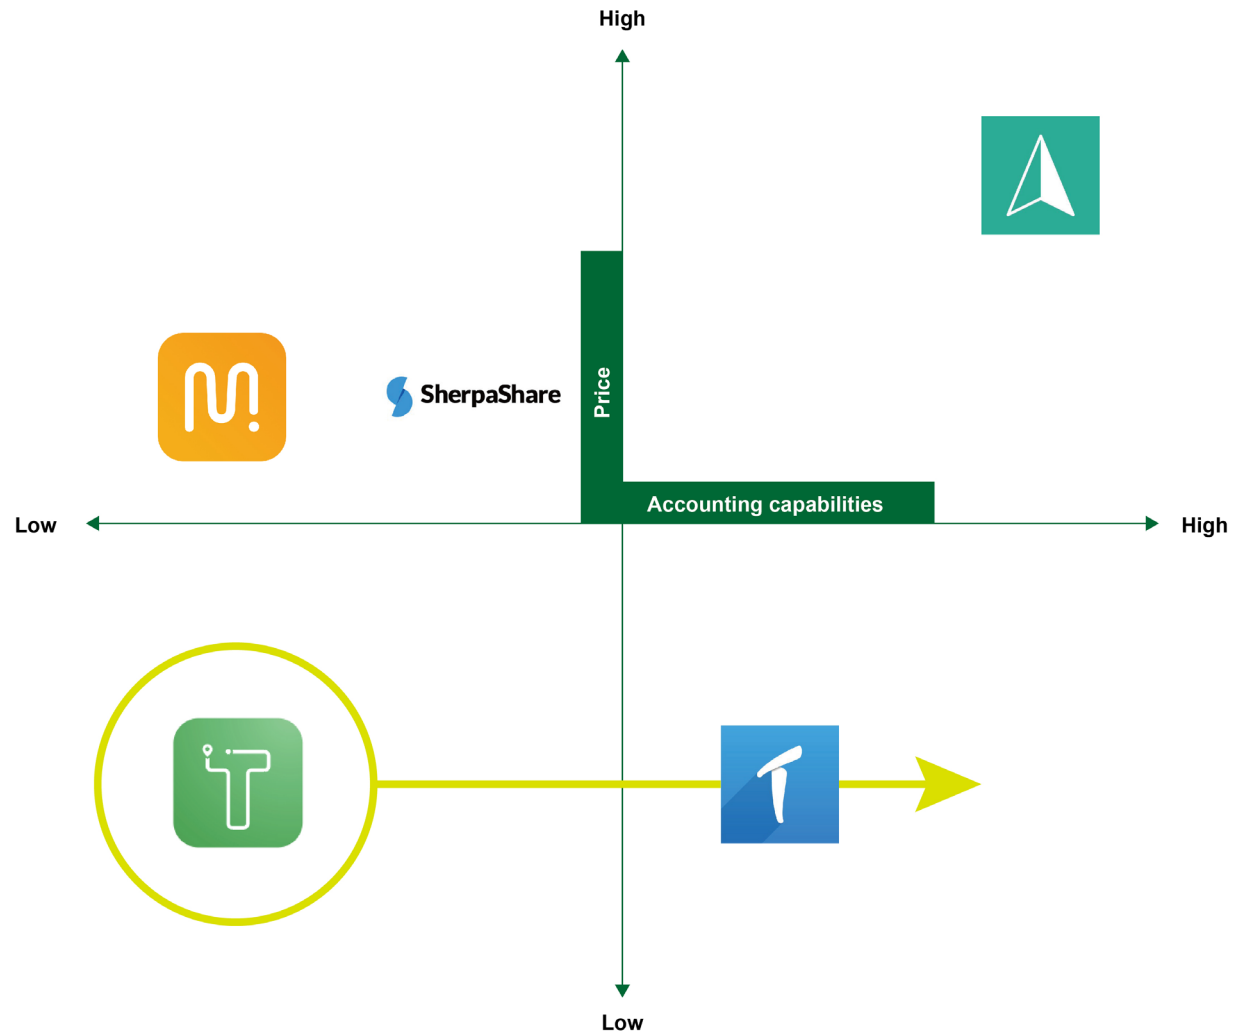 High
SherpaShare
Price
Accounting capabilities
Low
High
Low